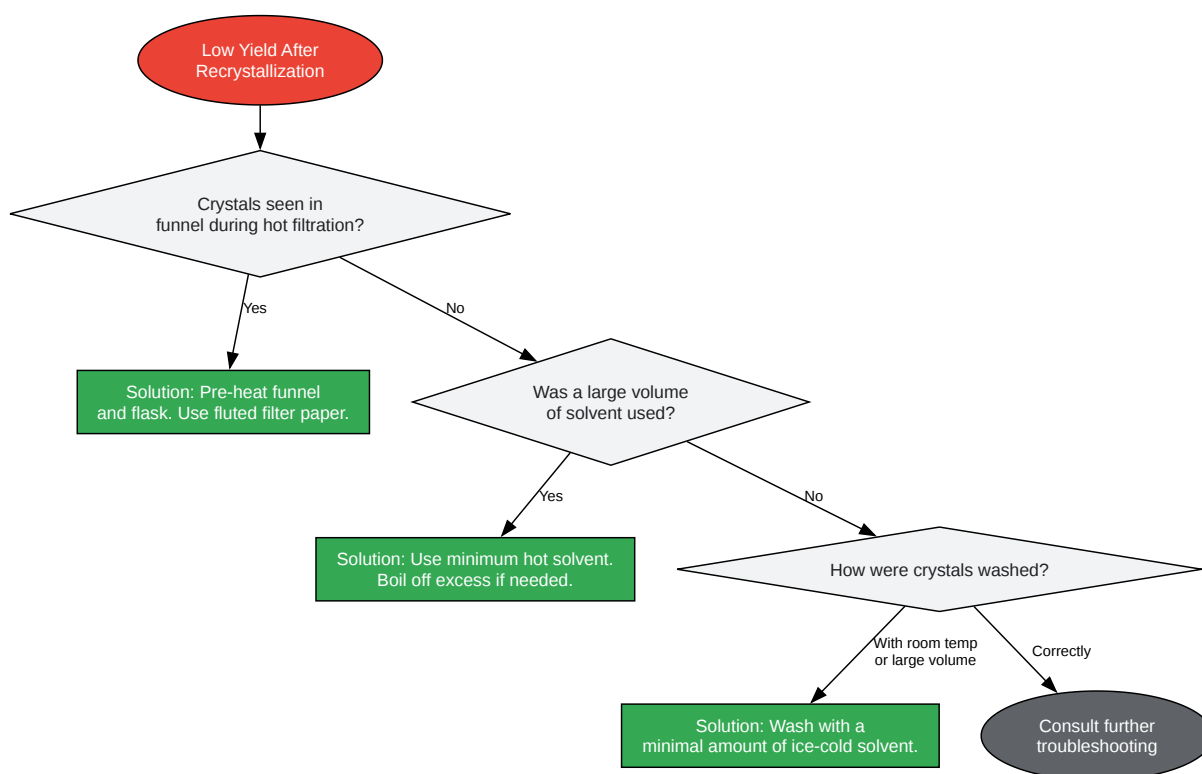 Low Yield After
Recrystallization
Crystals seen in
funnel during hot filtration?
Yes
No
Solution: Pre-heat funnel
and flask. Use fluted filter paper.
Was a large volume
of solvent used?
Yes
No
Solution: Use minimum hot solvent.
Boil off excess if needed.
How were crystals washed?
With room temp
or large volume
Correctly
Solution: Wash with a
minimal amount of ice-cold solvent.
Consult further
troubleshooting